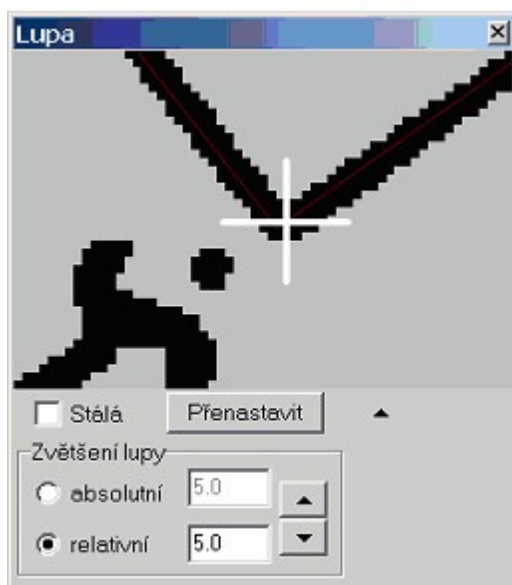 Lupa
Stálá
Přenastavit
Zvětšení lupy
absolutní
5.0
relativní
5.0